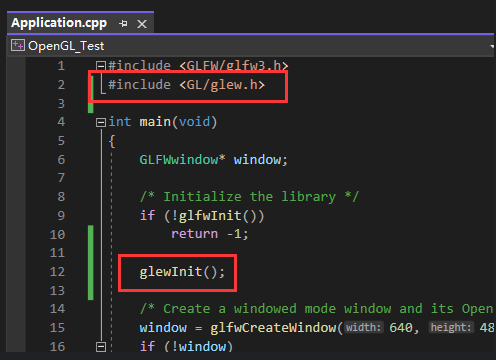 Application.cpp
OpenGL_Test
1 #include <GLFW/glfw3.h>
2 #include <GL/glew.h>
3
4 int main(void)
5 {
6 GLFWwindow* window;
7
8 /* Initialize the library */
9 if (!glfwInit())
10 return -1;
11
12 glewInit();
13
14 /* Create a windowed mode window and its Open
15 window = glfwCreateWindow(width: 640, height: 48
16 if (!window)